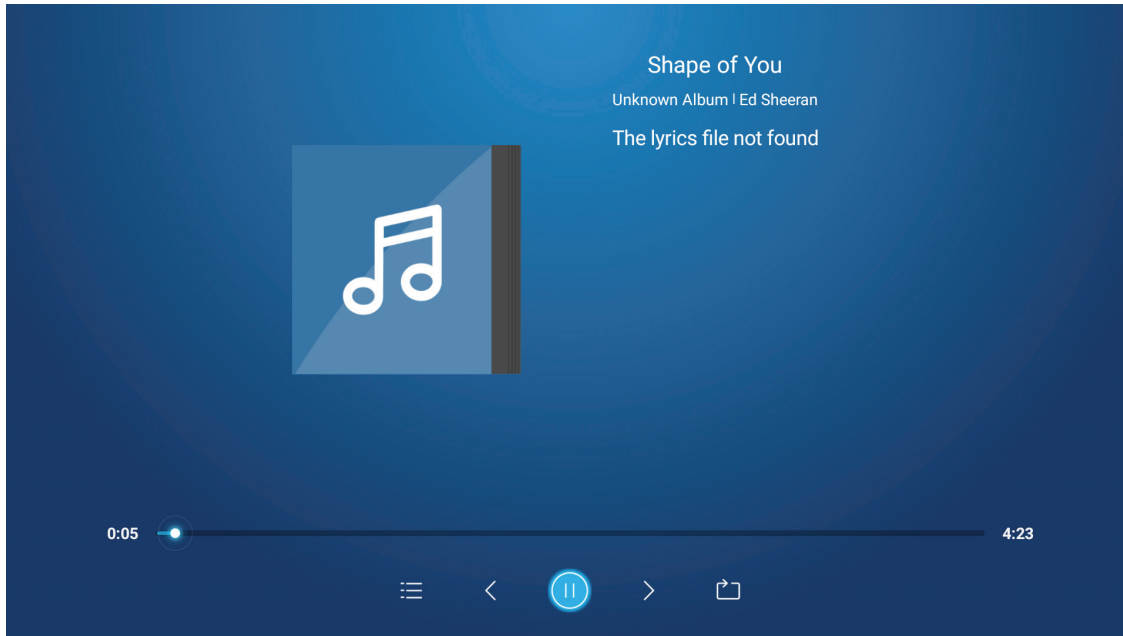 Shape of You
Unknown Album | Ed Sheeran
The lyrics file not found
0:05
4:23